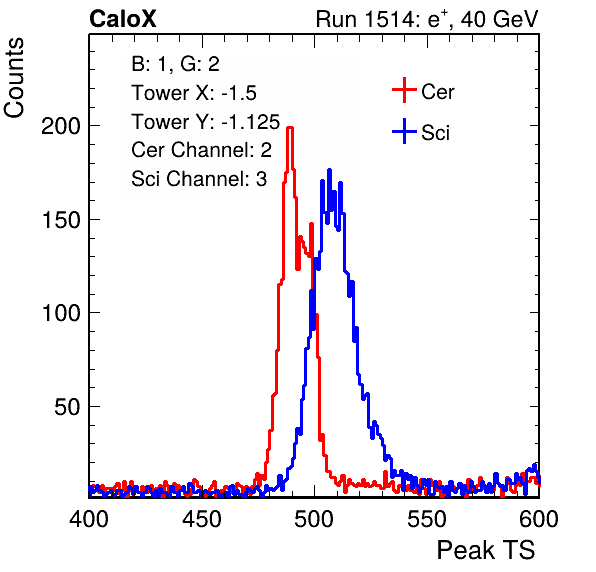 CaloX Run 1514: e⁺, 40 GeV
Counts
B: 1, G: 2
Tower X: -1.5
Tower Y: -1.125
Cer Channel: 2
Sci Channel: 3
Cer
Sci
200
150
100
50
400 450 500 550 600
Peak TS